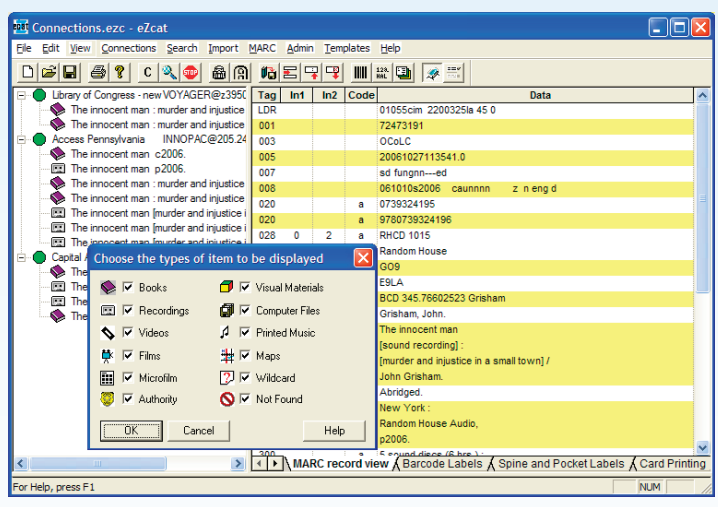 Connections.ezc - eZcat
File Edit View Connections Search Import MARC Admin Templates Help
Library of Congress - new VOYAGER@z3950
The innocent man : murder and injustice
The innocent man : murder and injustice
Access Pennsylvania INNOPAC@205.24
The innocent man c2006.
The innocent man p2006.
The innocent man : murder and injustice
The innocent man : murder and injustice
The innocent man [murder and injustice i
The innocent man [murder and injustice i
The innocent man [murder and injustice i
Capital A
The
The
The
The
Tag In1 In2 Code Data
LDR 01055cim 2200325Ia 45 0
001 72473191
003 OCoLC
005 20061027113541.0
007 sd fungnn---ed
008 061010s2006 caunnnn z n eng d
020 a 0739324195
020 a 9780739324196
028 0 2 a RHCD 1015
Random House
GO9
E9LA
BCD 345.76602523 Grisham
Grisham, John.
The innocent man
[sound recording] :
[murder and injustice in a small town] /
John Grisham.
Abridged.
New York :
Random House Audio,
p2006.
300 a 5 sound discs (6 hrs.) :
Choose the types of item to be displayed
Books
Visual Materials
Recordings
Computer Files
Videos
Printed Music
Films
Maps
Microfilm
Wildcard
Authority
Not Found
OK Cancel Help
MARC record view Barcode Labels Spine and Pocket Labels Card Printing
For Help, press F1 NUM